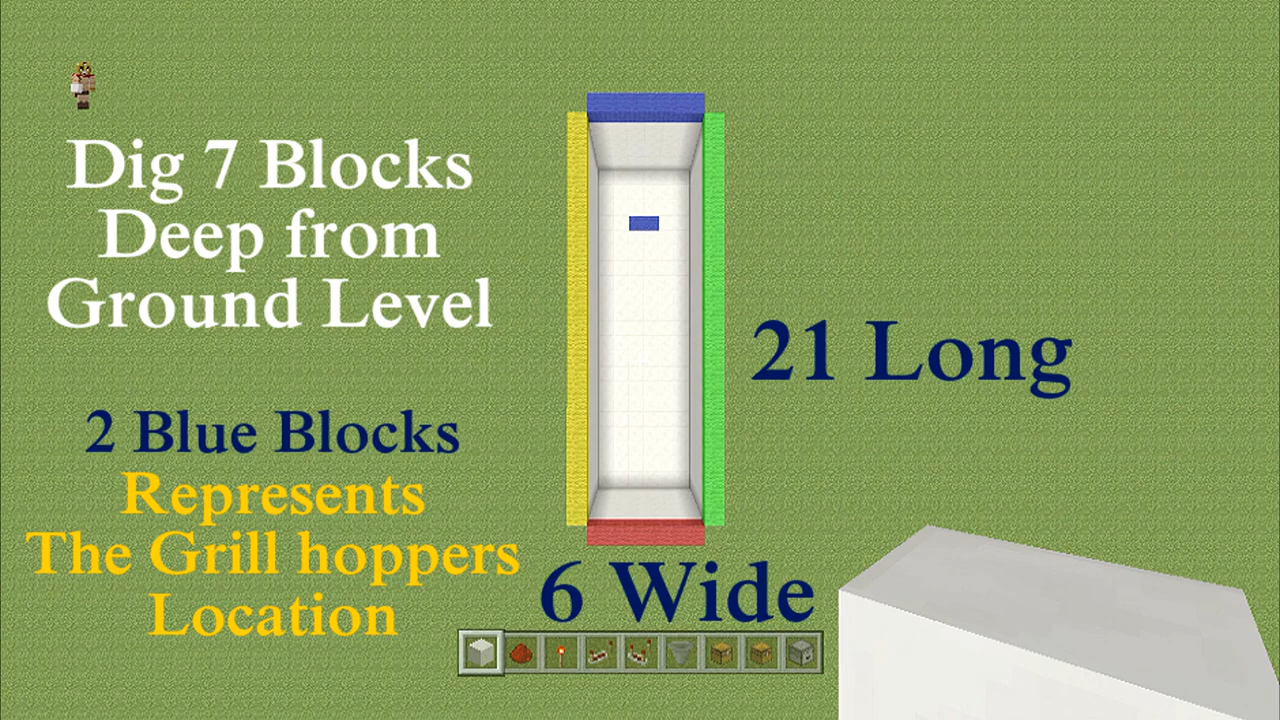 Dig 7 Blocks
Deep from
Ground Level
21 Long
2 Blue Blocks
Represents
The Grill hoppers
Location
6 Wide